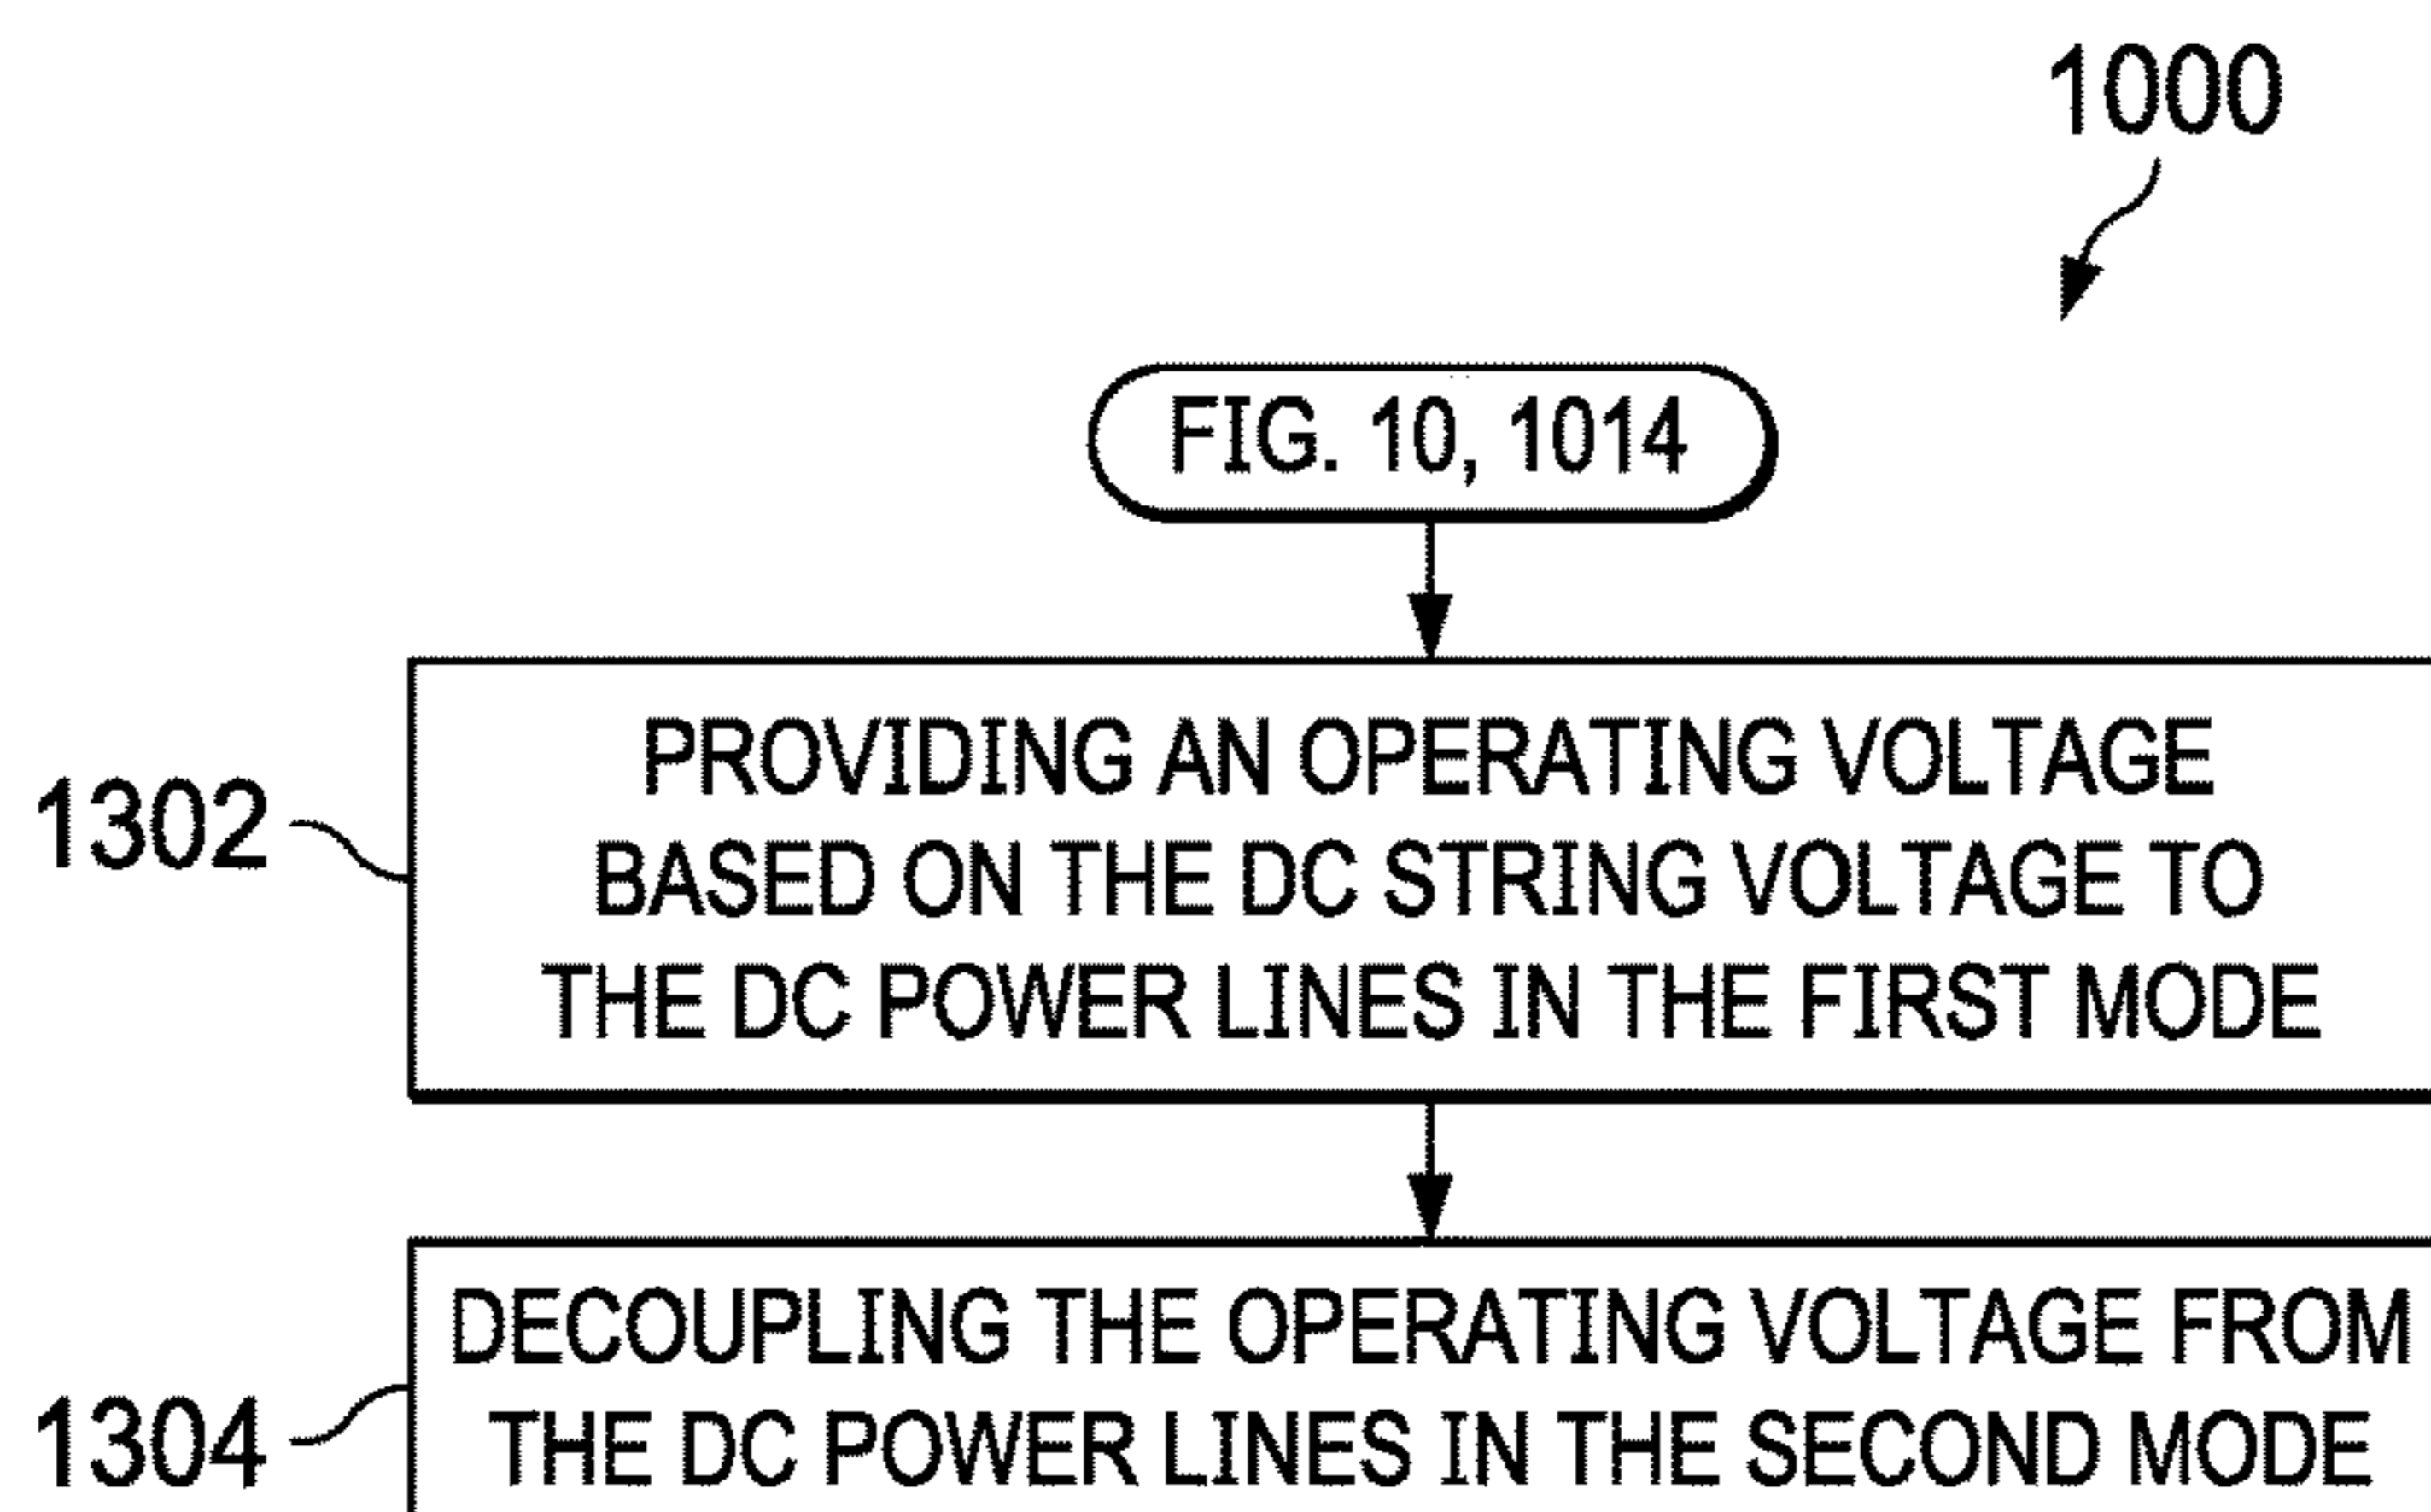 1000
FIG. 10, 1014
1302
PROVIDING AN OPERATING VOLTAGE
BASED ON THE DC STRING VOLTAGE TO
THE DC POWER LINES IN THE FIRST MODE
1304
DECOUPLING THE OPERATING VOLTAGE FROM
THE DC POWER LINES IN THE SECOND MODE